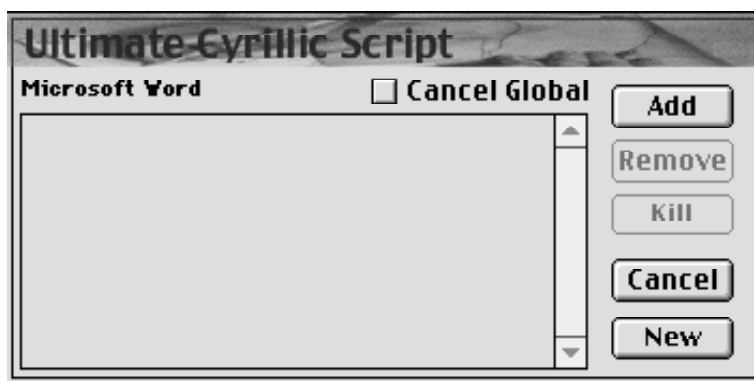 Ultimate Cyrillic Script
Microsoft Word
Cancel Global
Add
Remove
Kill
Cancel
New